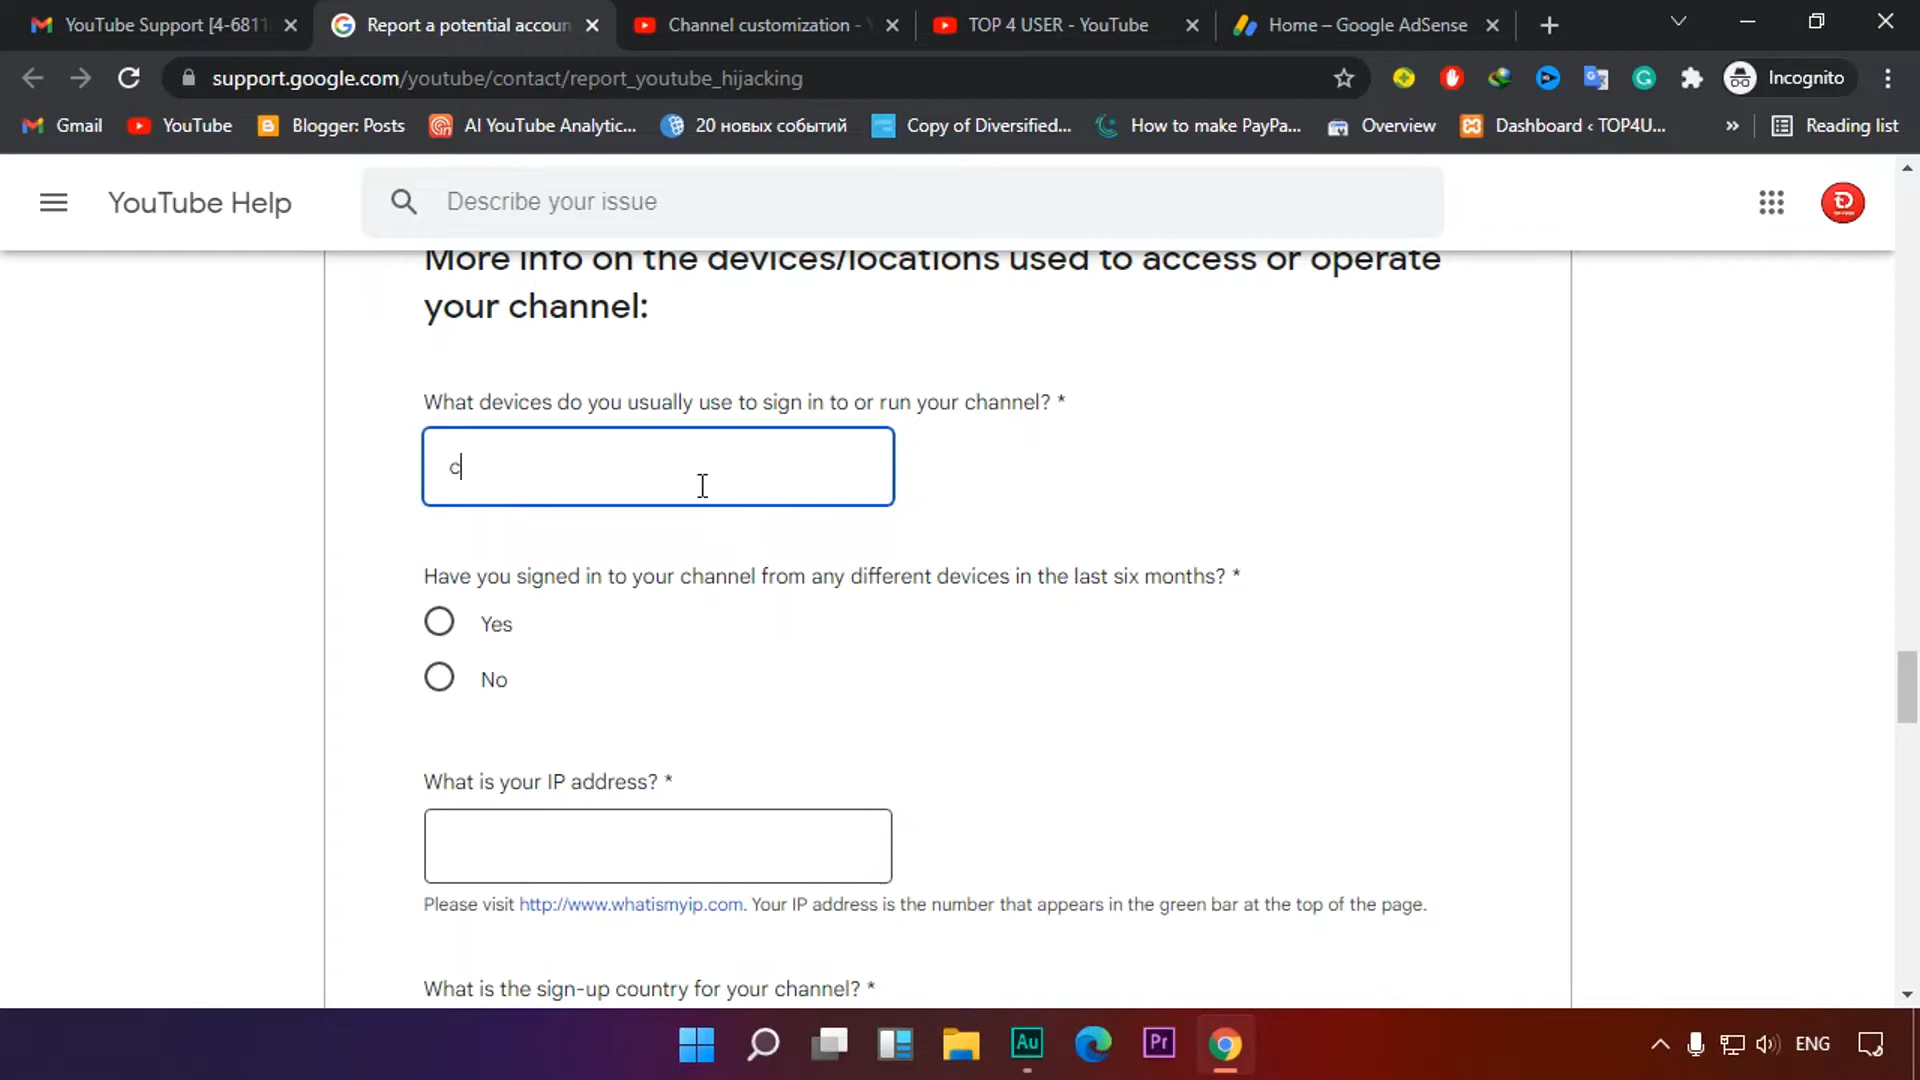 YouTube Support [4-6811
Report a potential accoun
Channel customization -
TOP 4 USER - YouTube
Home – Google AdSense
support.google.com/youtube/contact/report_youtube_hijacking
Incognito
Gmail
YouTube
Blogger: Posts
AI YouTube Analytic...
20 новых событий
Copy of Diversified...
How to make PayPa...
Overview
Dashboard ‹ TOP4U...
Reading list
YouTube Help
Describe your issue
More info on the devices/locations used to access or operate
your channel:
What devices do you usually use to sign in to or run your channel? *
c
Have you signed in to your channel from any different devices in the last six months? *
Yes
No
What is your IP address? *
Please visit http://www.whatismyip.com. Your IP address is the number that appears in the green bar at the top of the page.
What is the sign-up country for your channel? *
Au
Pr
ENG